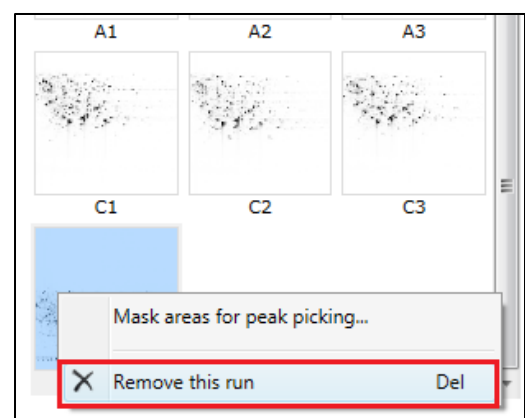 A1 A2 A3
C1 C2 C3
Mask areas for peak picking...
Remove this run Del